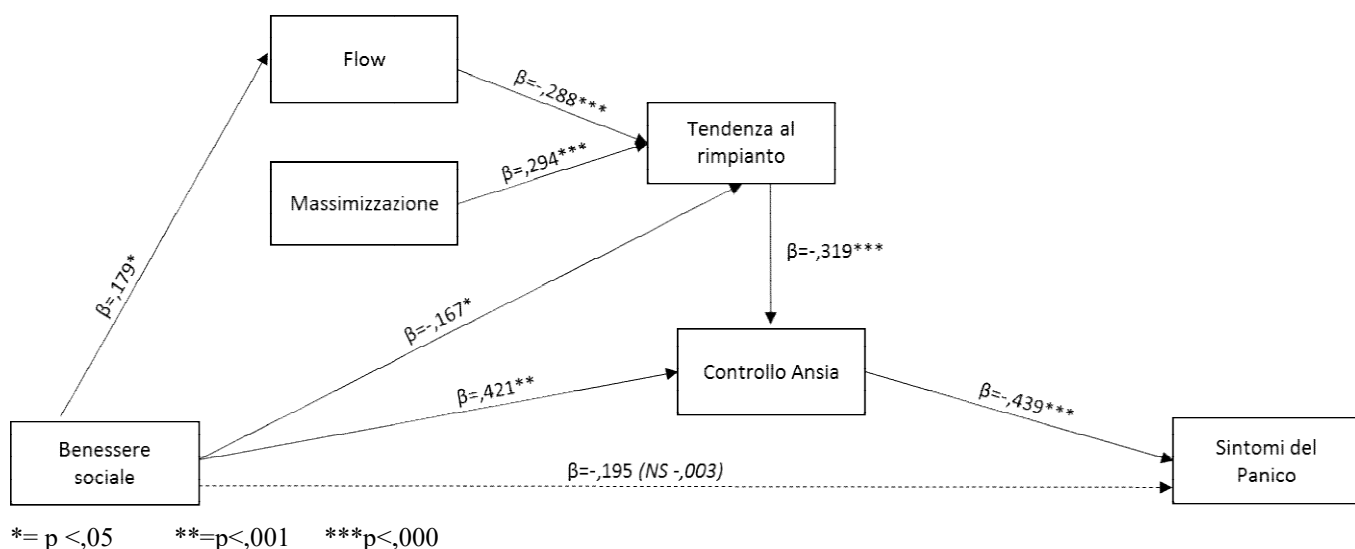 Flow
β=-,288***
Tendenza al
rimpianto
β=,294***
Massimizzazione
β=,179*
β=-,319***
β=-,167*
Controllo Ansia
β=,421**
β=-,439***
Benessere
sociale
β=-,195 (NS -,003)
Sintomi del
Panico
*= p <,05 **=p<,001 ***p<,000